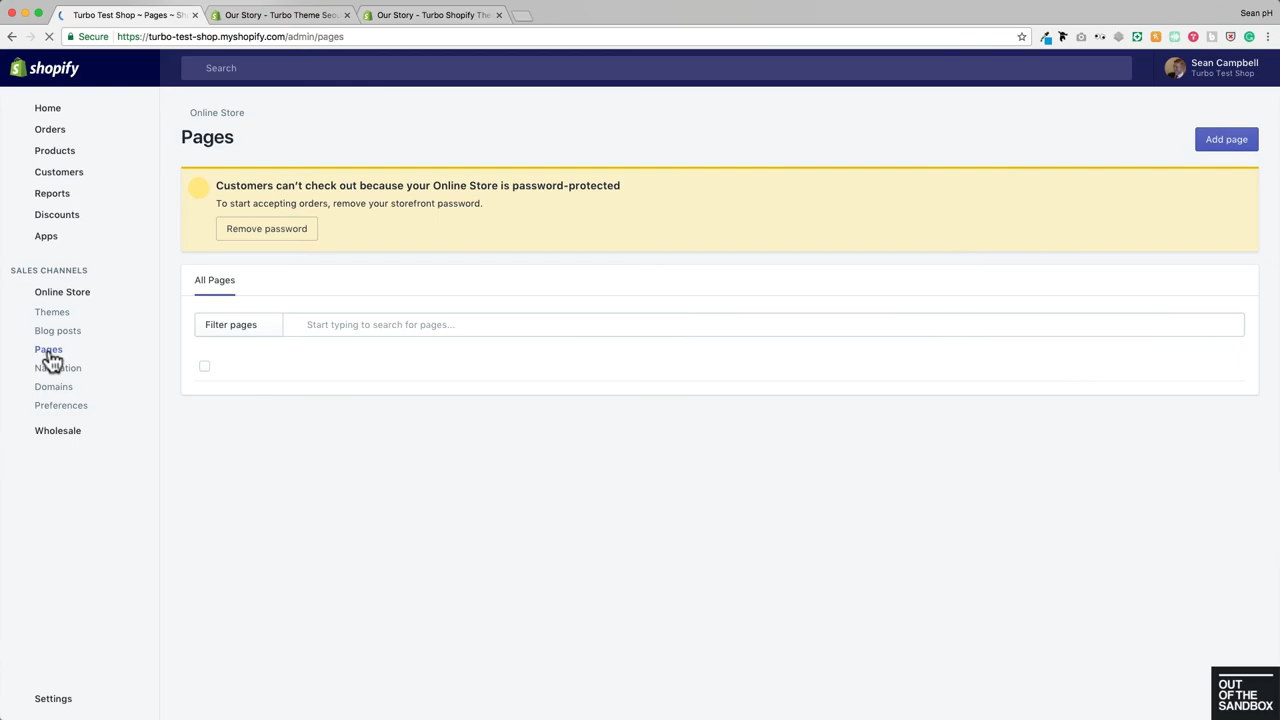 Turbo Test Shop ~ Pages ~ Sh
Our Story - Turbo Theme Seou
Our Story - Turbo Shopify The
Sean pH
Secure
https://turbo-test-shop.myshopify.com/admin/pages
shopify
Search
Sean Campbell
Turbo Test Shop
Home
Orders
Products
Customers
Reports
Discounts
Apps
SALES CHANNELS
Online Store
Themes
Blog posts
Pages
Domains
Preferences
Wholesale
Settings
Online Store
Pages
Add page
Customers can't check out because your Online Store is password-protected
To start accepting orders, remove your storefront password.
Remove password
All Pages
Filter pages
Start typing to search for pages...
OUT
OF THE
SANDBOX